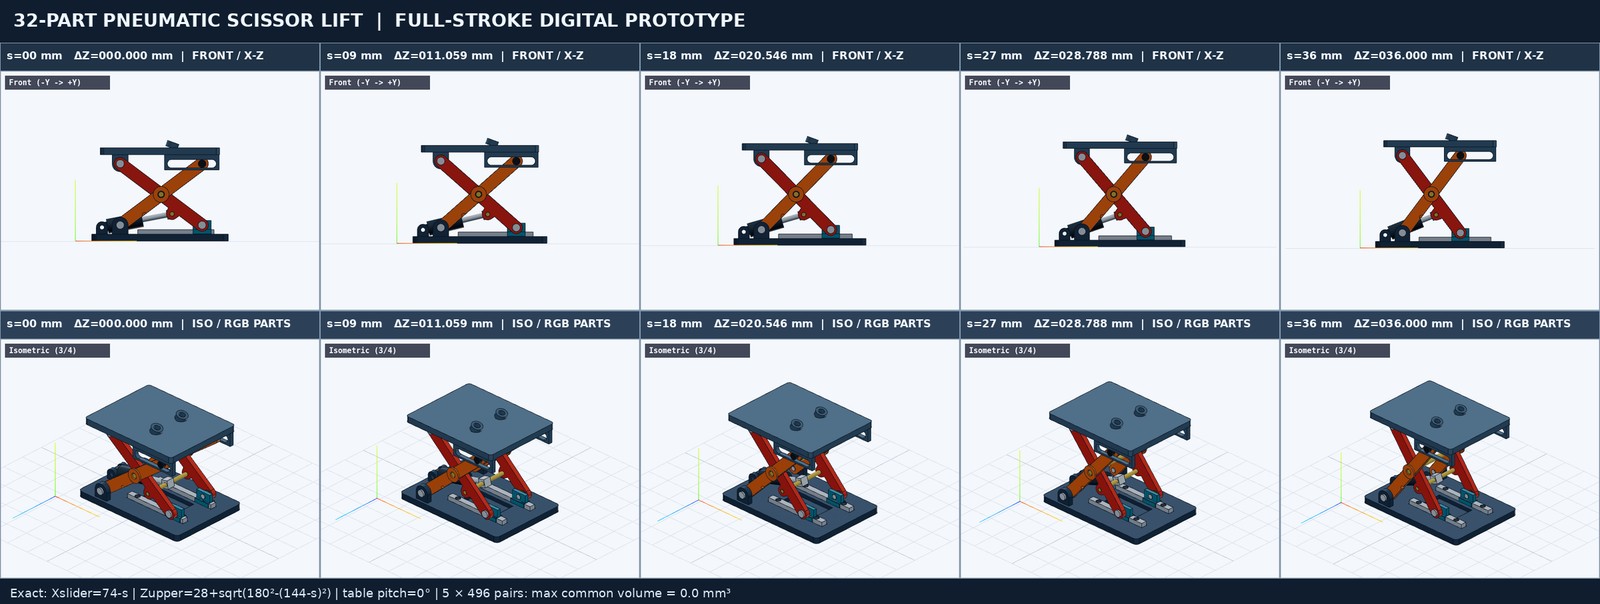 32-PART PNEUMATIC SCISSOR LIFT | FULL-STROKE DIGITAL PROTOTYPE
s=00 mm ΔZ=000.000 mm | FRONT / X-Z
s=09 mm ΔZ=011.059 mm | FRONT / X-Z
s=18 mm ΔZ=020.546 mm | FRONT / X-Z
s=27 mm ΔZ=028.788 mm | FRONT / X-Z
s=36 mm ΔZ=036.000 mm | FRONT / X-Z
Front (-Y -> +Y)
Front (-Y -> +Y)
Front (-Y -> +Y)
Front (-Y -> +Y)
Front (-Y -> +Y)
s=00 mm ΔZ=000.000 mm | ISO / RGB PARTS
s=09 mm ΔZ=011.059 mm | ISO / RGB PARTS
s=18 mm ΔZ=020.546 mm | ISO / RGB PARTS
s=27 mm ΔZ=028.788 mm | ISO / RGB PARTS
s=36 mm ΔZ=036.000 mm | ISO / RGB PARTS
Isometric (3/4)
Isometric (3/4)
Isometric (3/4)
Isometric (3/4)
Isometric (3/4)
Exact: Xslider=74-s | Zupper=28+sqrt(180²-(144-s)²) | table pitch=0° | 5 × 496 pairs: max common volume = 0.0 mm³